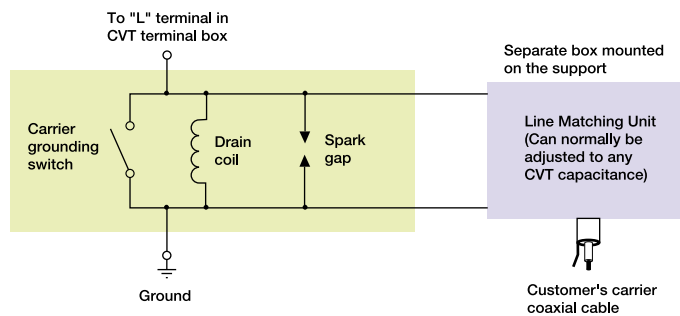 To "L" terminal in
CVT terminal box
Separate box mounted
on the support
Carrier
grounding
switch
Drain
coil
Spark
gap
Line Matching Unit
(Can normally be
adjusted to any
CVT capacitance)
Ground
Customer's carrier
coaxial cable